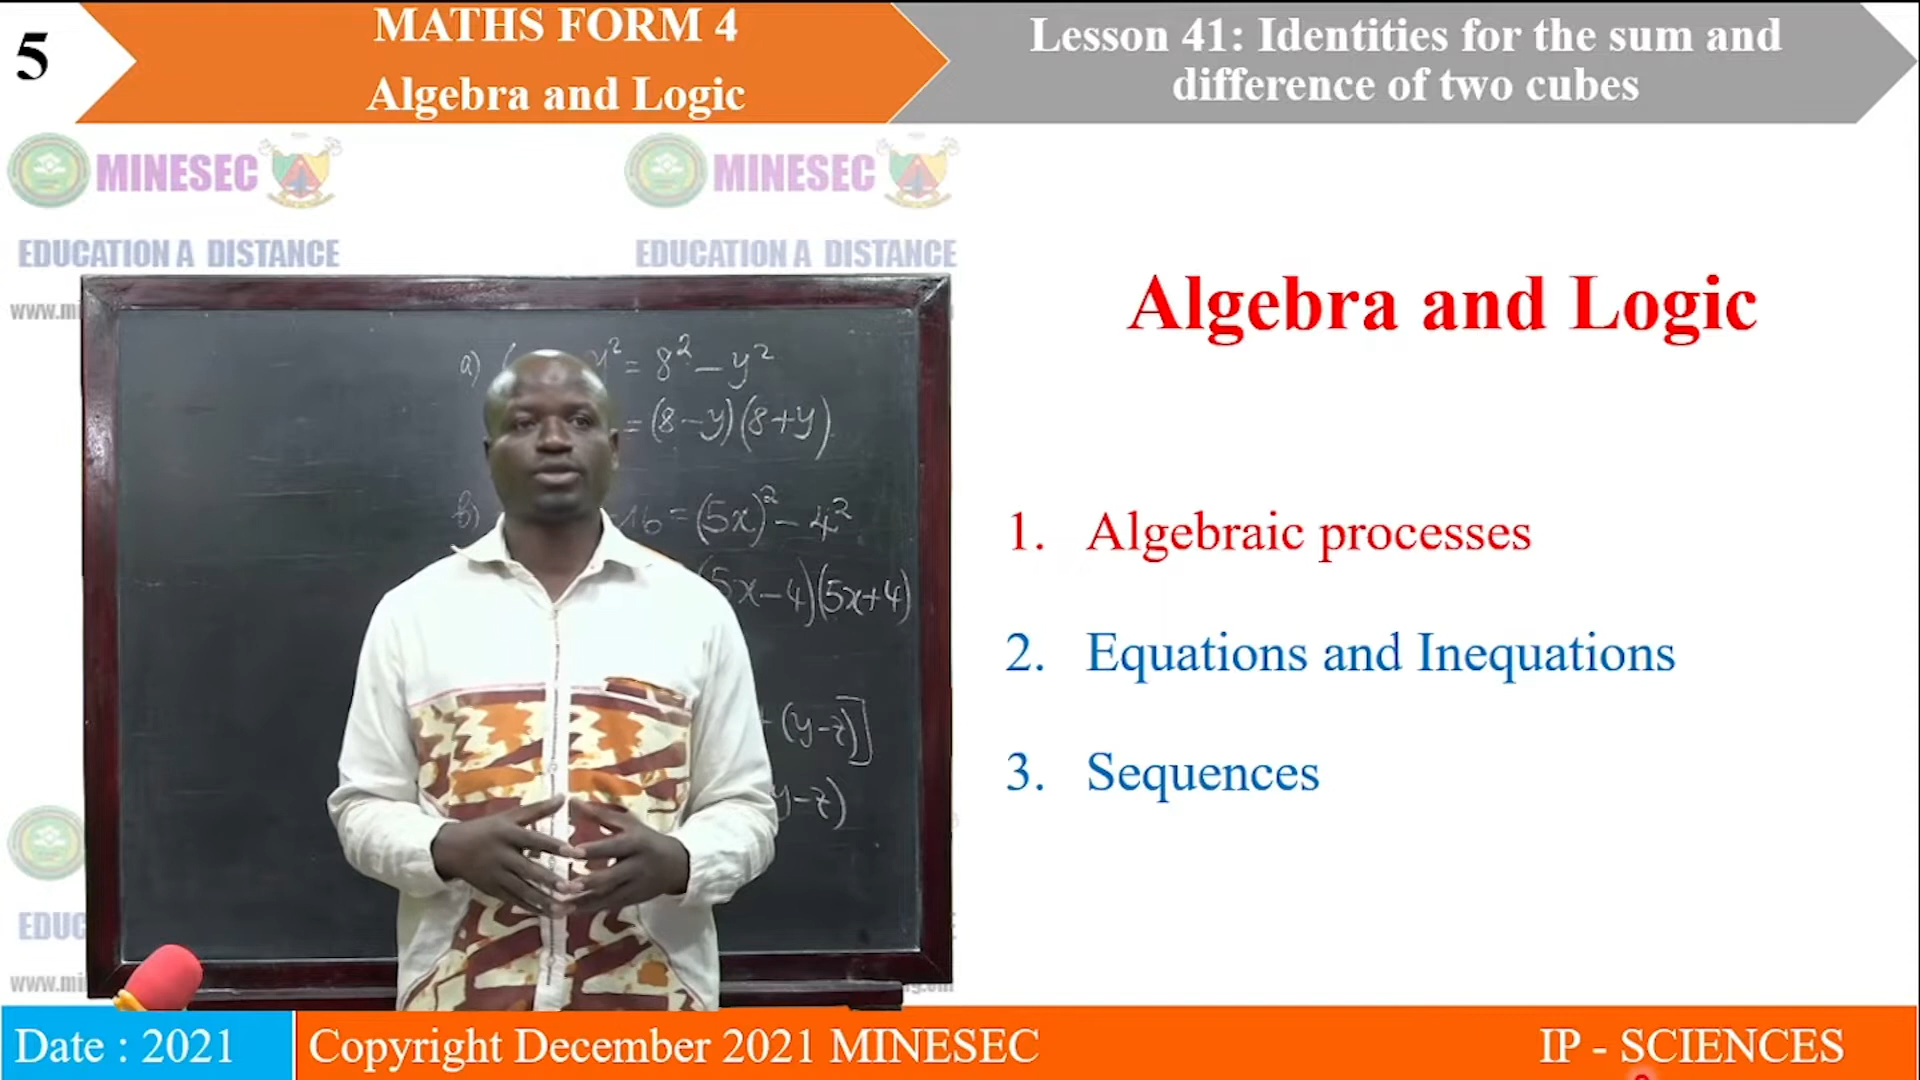 5
MATHS FORM 4
Algebra and Logic
Lesson 41: Identities for the sum and
difference of two cubes
MINESEC
MINESEC
EDUCATION A DISTANCE
EDUCATION A DISTANCE
Algebra and Logic
a) y² = 8² − y²
= (8−y)(8+y)
b) 16 = (5x)² − 4²
(5x−4)(5x+4)
(y−z)]
y−z)
1. Algebraic processes
2. Equations and Inequations
3. Sequences
Date : 2021
Copyright December 2021 MINESEC
IP - SCIENCES